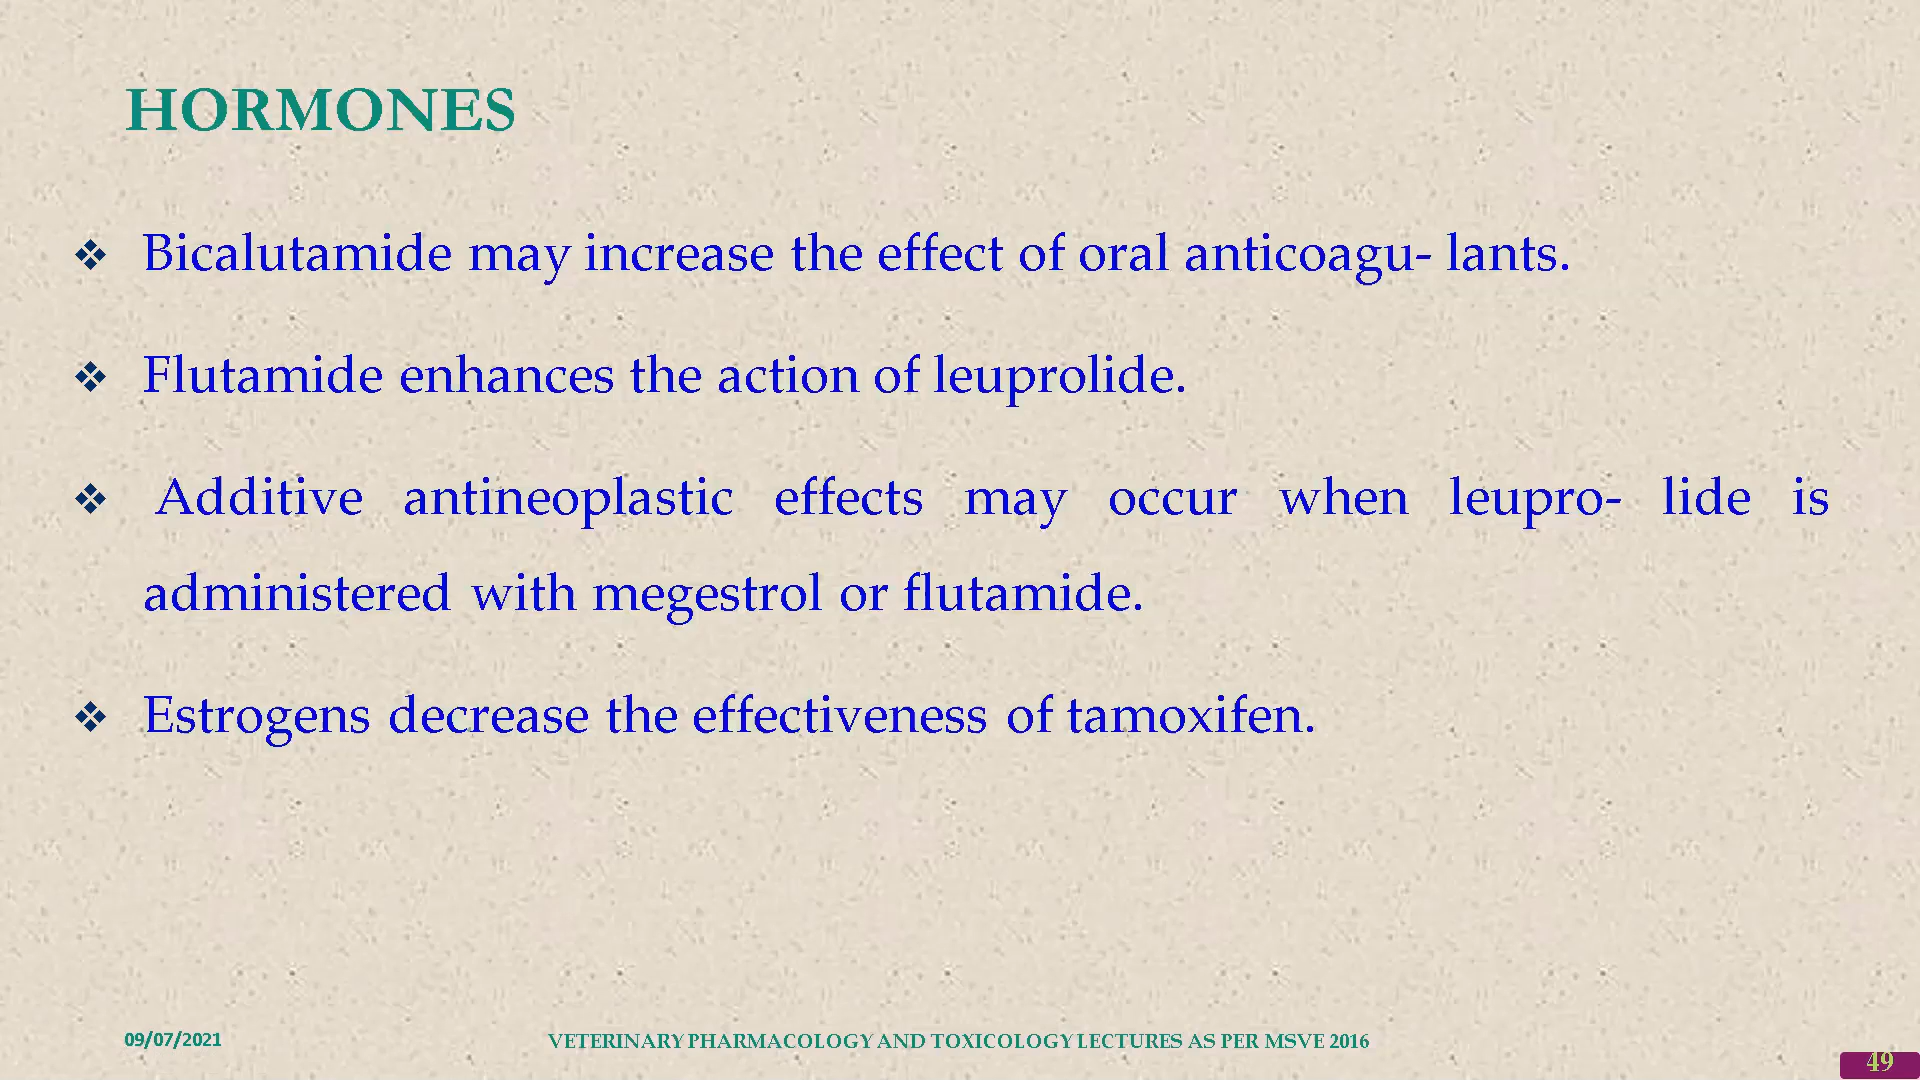 HORMONES
❖ Bicalutamide may increase the effect of oral anticoagu- lants.
❖ Flutamide enhances the action of leuprolide.
❖ Additive antineoplastic effects may occur when leupro- lide is
administered with megestrol or flutamide.
❖ Estrogens decrease the effectiveness of tamoxifen.
09/07/2021
VETERINARY PHARMACOLOGY AND TOXICOLOGY LECTURES AS PER MSVE 2016
49